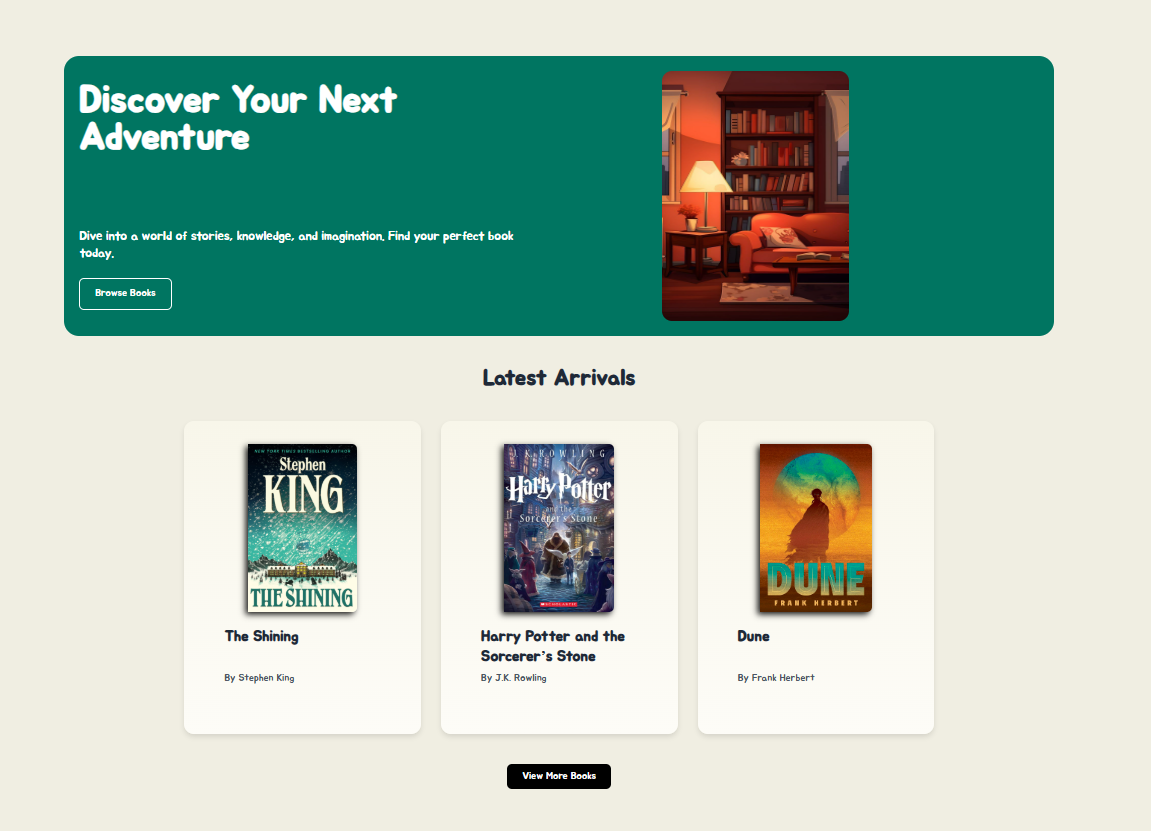 Discover Your Next
Adventure
Dive into a world of stories, knowledge, and imagination. Find your perfect book
today.
Browse Books
Latest Arrivals
NEW YORK TIMES BESTSELLING AUTHOR
Stephen
KING
THE SHINING
The Shining
By Stephen King
J.K. ROWLING
Harry Potter
and the
Sorcerer's Stone
SCHOLASTIC
Harry Potter and the
Sorcerer's Stone
By J.K. Rowling
DUNE
FRANK HERBERT
Dune
By Frank Herbert
View More Books